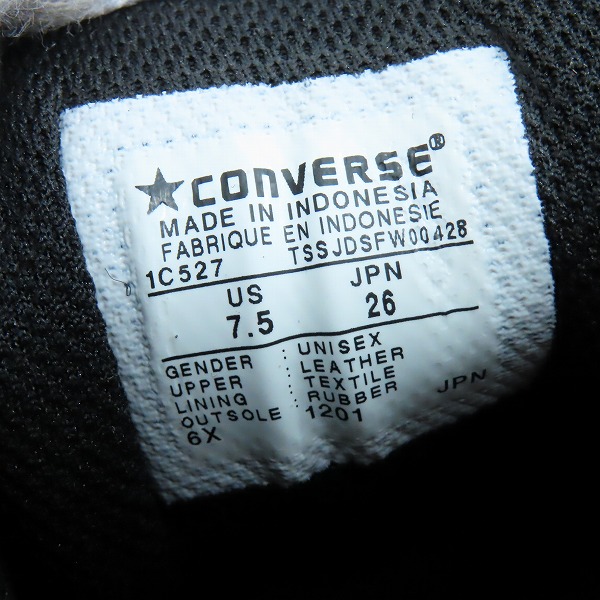 ★CONVERSE®
MADE IN INDONESIA
FABRIQUE EN INDONESIE
1C527 TSSJDSFW00428
US JPN
7.5 26
GENDER : UNISEX
UPPER : LEATHER
LINING : TEXTILE
OUTSOLE : RUBBER JPN
6X 1201